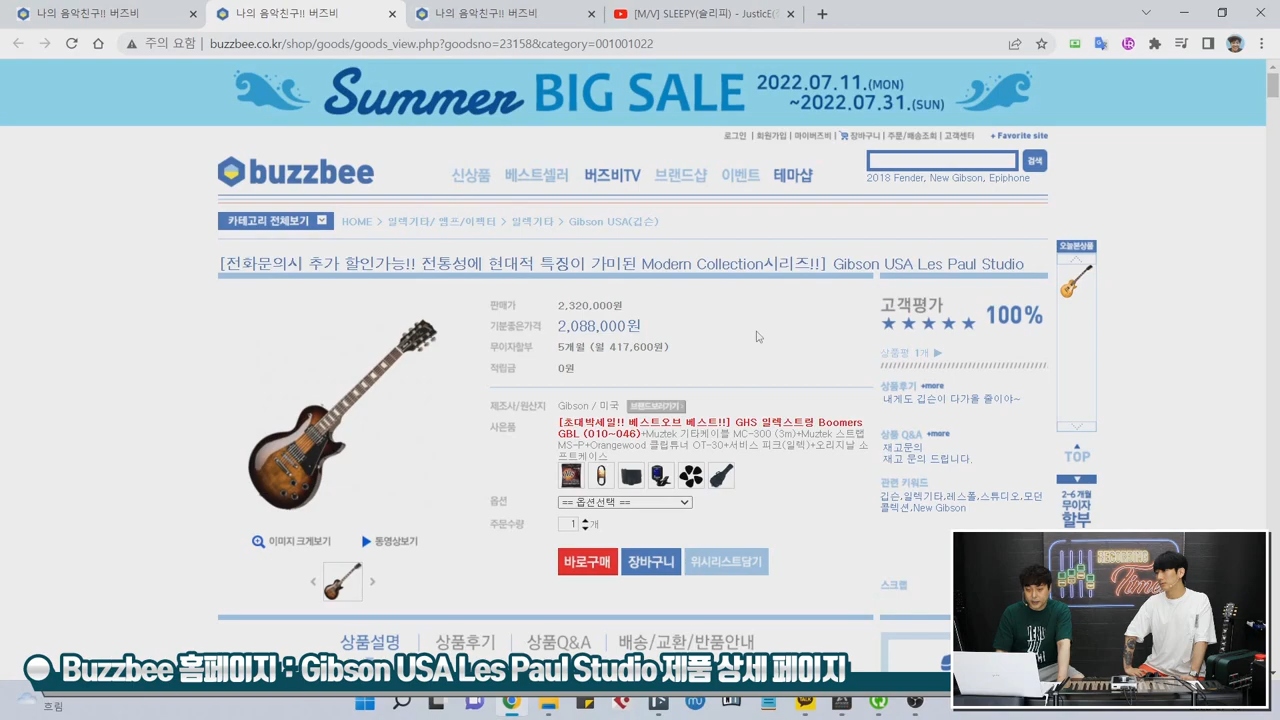 나의 음악친구!! 버즈비
나의 음악친구!! 버즈비
나의 음악친구!! 버즈비
[M/V] SLEEPY(슬리피) - JusticE(
주의 요함 | buzzbee.co.kr/shop/goods/goods_view.php?goodsno=23158&category=001001022
Summer BIG SALE 2022.07.11.(MON)
~2022.07.31.(SUN)
로그인 | 회원가입 | 마이버즈비 | 장바구니 | 주문/배송조회 | 고객센터 + Favorite site
buzzbee
신상품 베스트셀러 버즈비TV 브랜드샵 이벤트 테마샵
검색
2018 Fender, New Gibson, Epiphone
카테고리 전체보기
HOME > 일렉기타/ 앰프/이펙터 > 일렉기타 > Gibson USA(깁슨)
오늘본상품
[전화문의시 추가 할인가능!! 전통성에 현대적 특징이 가미된 Modern Collection시리즈!!] Gibson USA Les Paul Studio
판매가 2,320,000원
기분좋은가격 2,088,000원
무이자할부 5개월 (월 417,600원)
적립금 0원
제조사/원산지 Gibson / 미국 브랜드보러가기
사은품 [초대박세일!! 베스트오브 베스트!!] GHS 일렉스트링 Boomers
GBL (010~046)+Muztek 기타케이블 MC-300 (3m)+Muztek 스트랩
MS-P+Orangewood 클립튜너 OT-30+서비스 피크(일렉)+오리지날 소
프트케이스
옵션 == 옵션선택 ==
주문수량 1 개
바로구매 장바구니 위시리스트담기
이미지 크게보기 동영상보기
고객평가 100%
상품평 1개
상품후기 +more
내게도 깁슨이 다가올 줄이야~
상품 Q&A +more
재고문의
재고 문의 드립니다.
관련 키워드
깁슨,일렉기타,레스폴,스튜디오,모던
콜렉션,New Gibson
스크랩
TOP
2~6개월
무이자
할부
상품설명 | 상품후기 | 상품Q&A | 배송/교환/반품안내
Buzzbee 홈페이지 : Gibson USA Les Paul Studio 제품 상세 페이지
흐림
RECORDING
Time